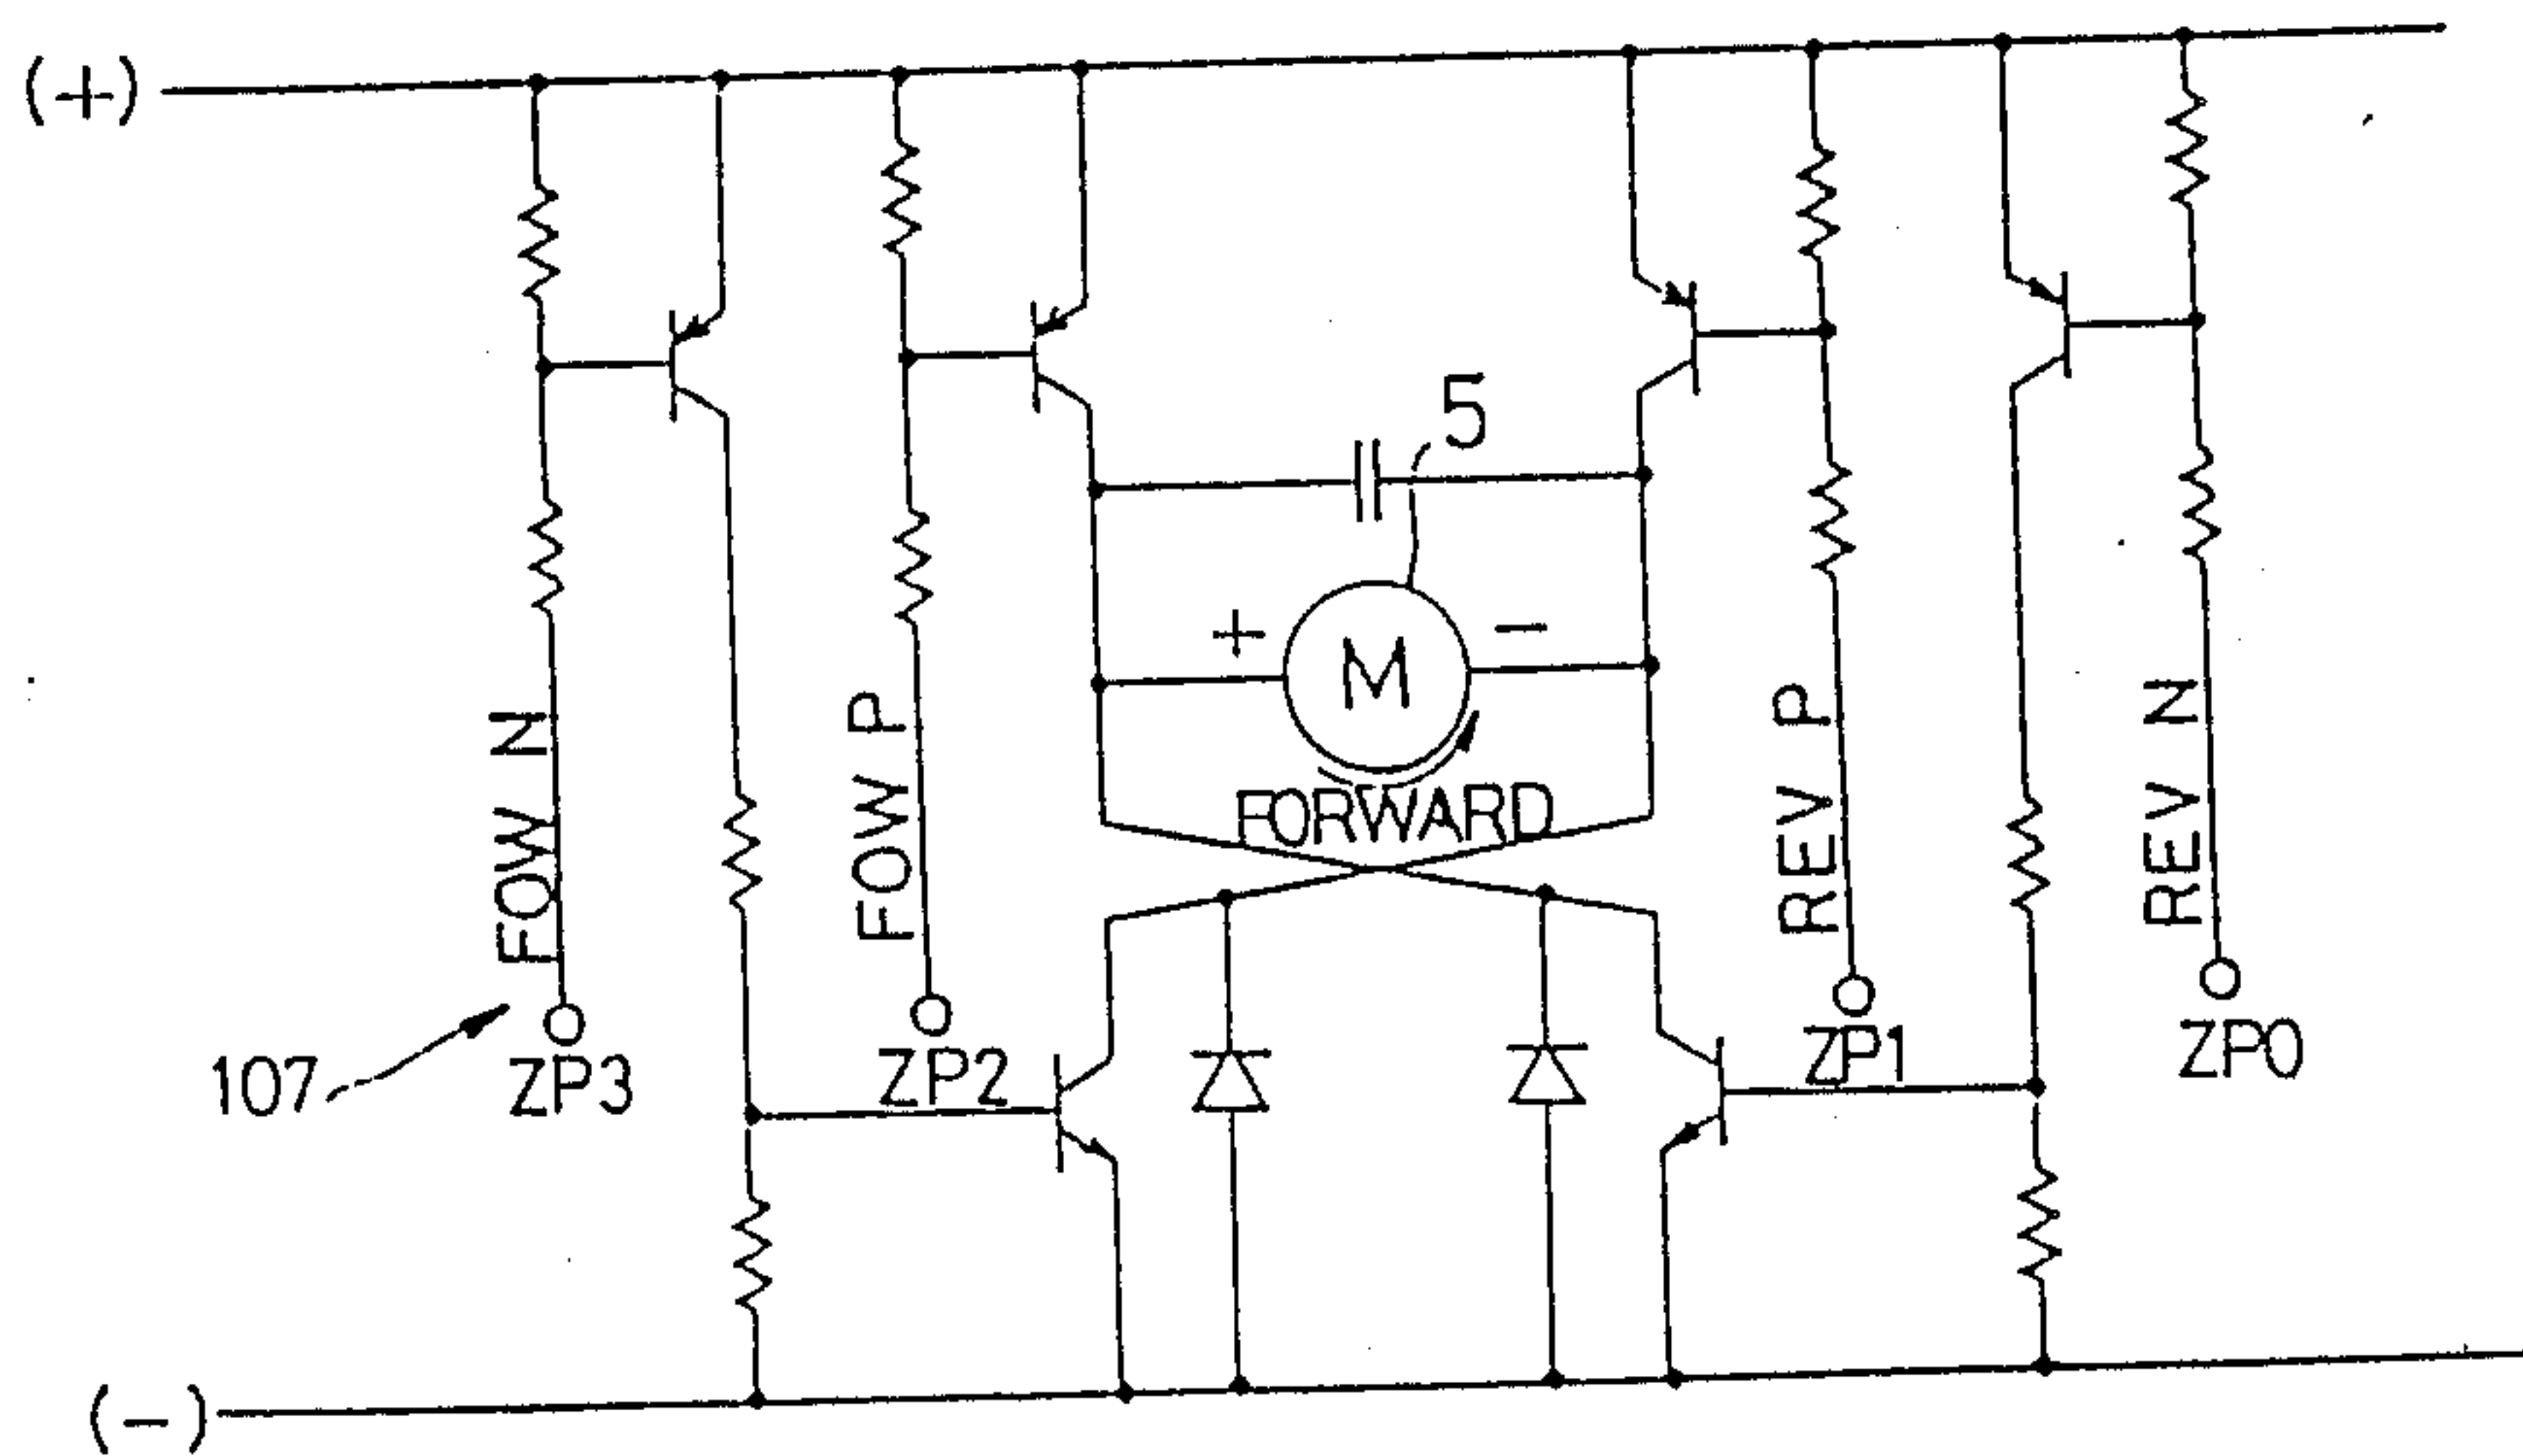 (+)
5
+
−
M
FORWARD
FOW N
FOW P
REV P
REV N
107
ZP3
ZP2
ZP1
ZP0
(−)